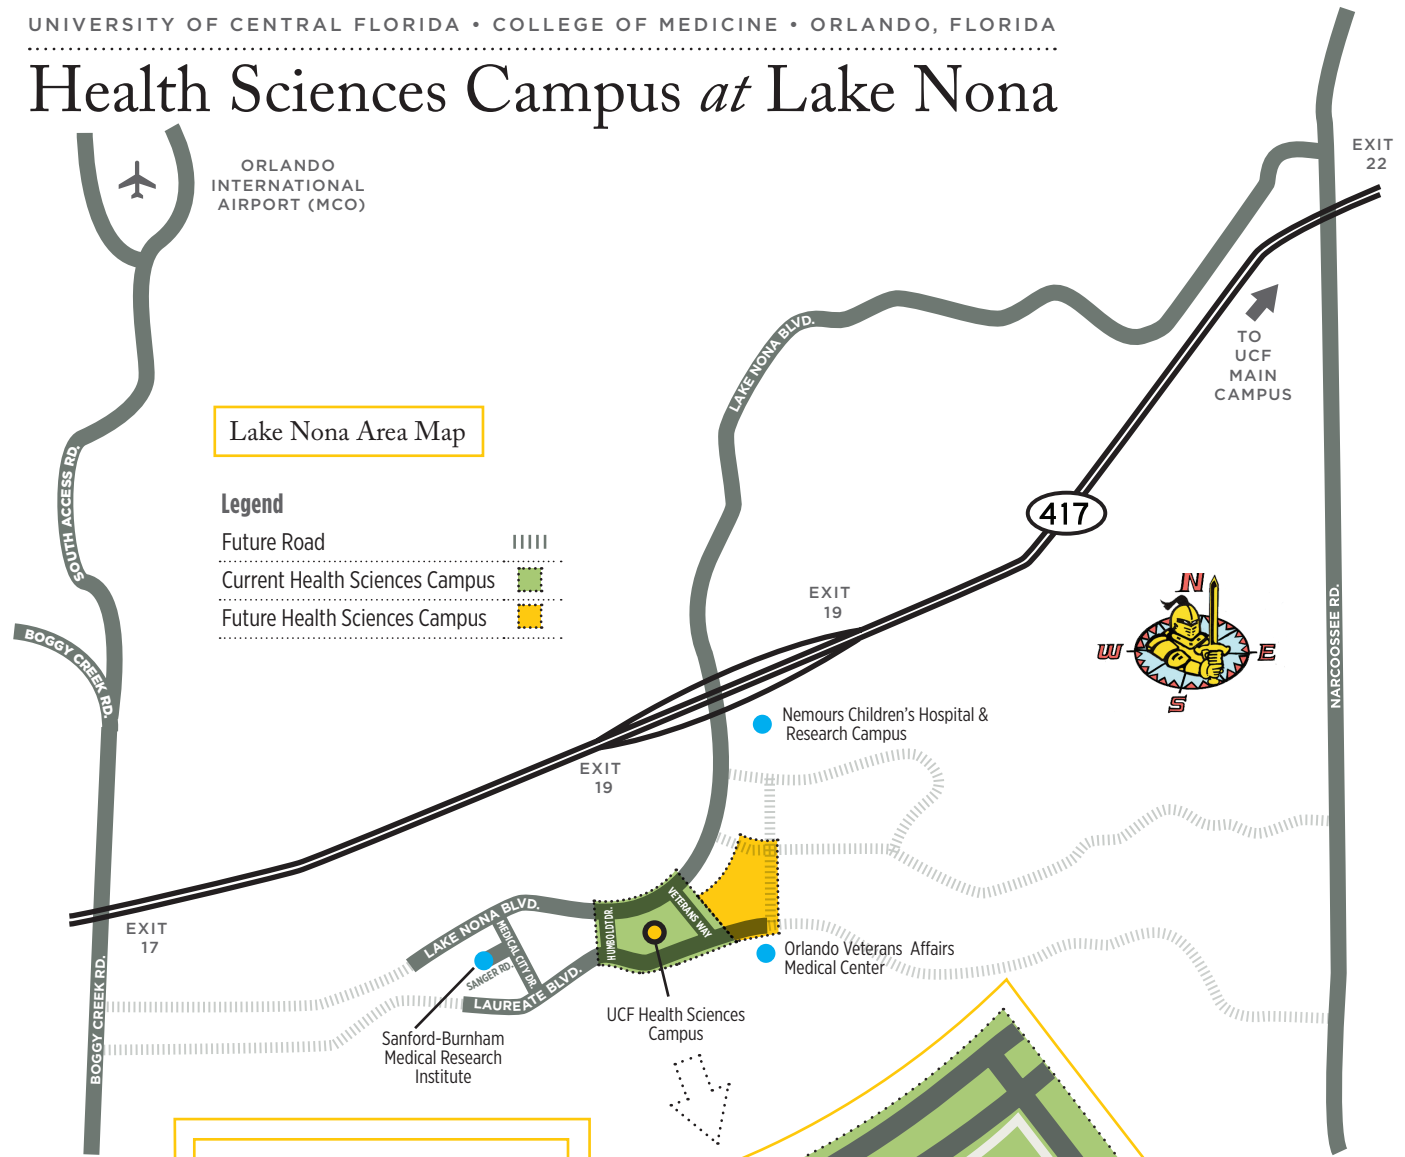 UNIVERSITY OF CENTRAL FLORIDA • COLLEGE OF MEDICINE • ORLANDO, FLORIDA
Health Sciences Campus at Lake Nona
EXIT
22
ORLANDO
INTERNATIONAL
AIRPORT (MCO)
LAKE NONA BLVD.
TO
UCF
MAIN
CAMPUS
Lake Nona Area Map
SOUTH ACCESS RD.
Legend
Future Road
Current Health Sciences Campus
Future Health Sciences Campus
417
EXIT
19
N
W
E
S
NARCOOSSEE RD.
BOGGY CREEK RD.
Nemours Children's Hospital &
Research Campus
EXIT
19
EXIT
17
LAKE NONA BLVD.
MEDICAL CITY DR.
HUMBOLDT DR.
VETERANS WAY
SANGER RD.
LAUREATE BLVD.
Orlando Veterans Affairs
Medical Center
BOGGY CREEK RD.
UCF Health Sciences
Campus
Sanford-Burnham
Medical Research
Institute